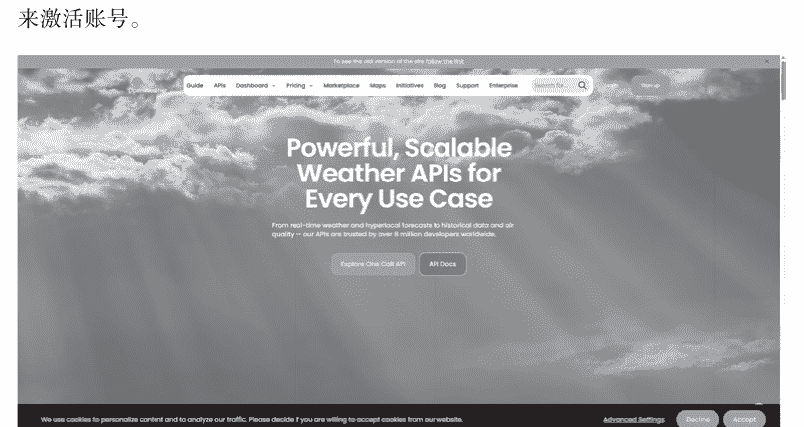 来激活账号。
To see the old version of the site follow the link
Guide APIs Dashboard Pricing Marketplace Maps Initiatives Blog Support Enterprise Search for... Sign up
Powerful, Scalable
Weather APIs for
Every Use Case
From real-time weather and hyperlocal forecasts to historical data and air
quality — our APIs are trusted by over 8 million developers worldwide.
Explore One Call API API Docs
We use cookies to personalize content and to analyze our traffic. Please decide if you are willing to accept cookies from our website. Advanced Settings Decline Accept